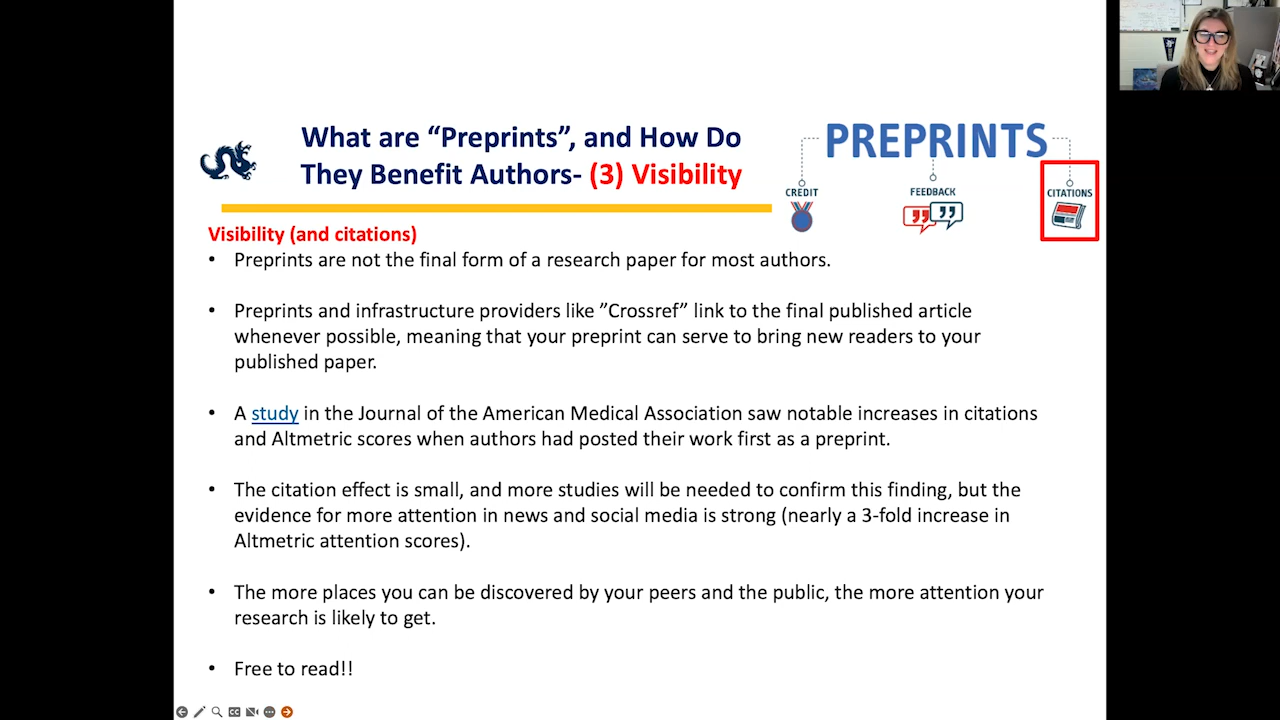 What are “Preprints”, and How Do
They Benefit Authors- (3) Visibility
PREPRINTS
CREDIT
FEEDBACK
CITATIONS
Visibility (and citations)
• Preprints are not the final form of a research paper for most authors.
• Preprints and infrastructure providers like ”Crossref” link to the final published article
whenever possible, meaning that your preprint can serve to bring new readers to your
published paper.
• A study in the Journal of the American Medical Association saw notable increases in citations
and Altmetric scores when authors had posted their work first as a preprint.
• The citation effect is small, and more studies will be needed to confirm this finding, but the
evidence for more attention in news and social media is strong (nearly a 3-fold increase in
Altmetric attention scores).
• The more places you can be discovered by your peers and the public, the more attention your
research is likely to get.
• Free to read!!
CC